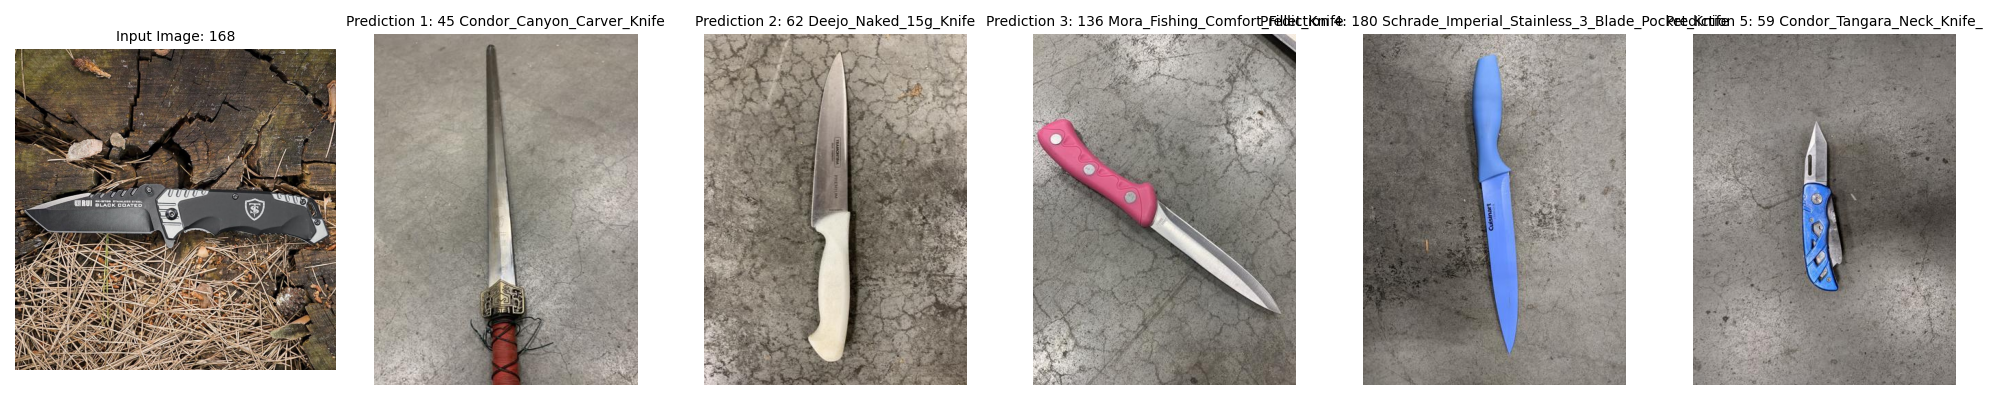 Input Image: 168
Prediction 1: 45 Condor_Canyon_Carver_Knife
Prediction 2: 62 Deejo_Naked_15g_Knife
Prediction 3: 136 Mora_Fishing_Comfort_Fillet_Knife
Prediction 4: 180 Schrade_Imperial_Stainless_3_Blade_Pocket_Knife
Prediction 5: 59 Condor_Tangara_Neck_Knife_
BLACK COATED